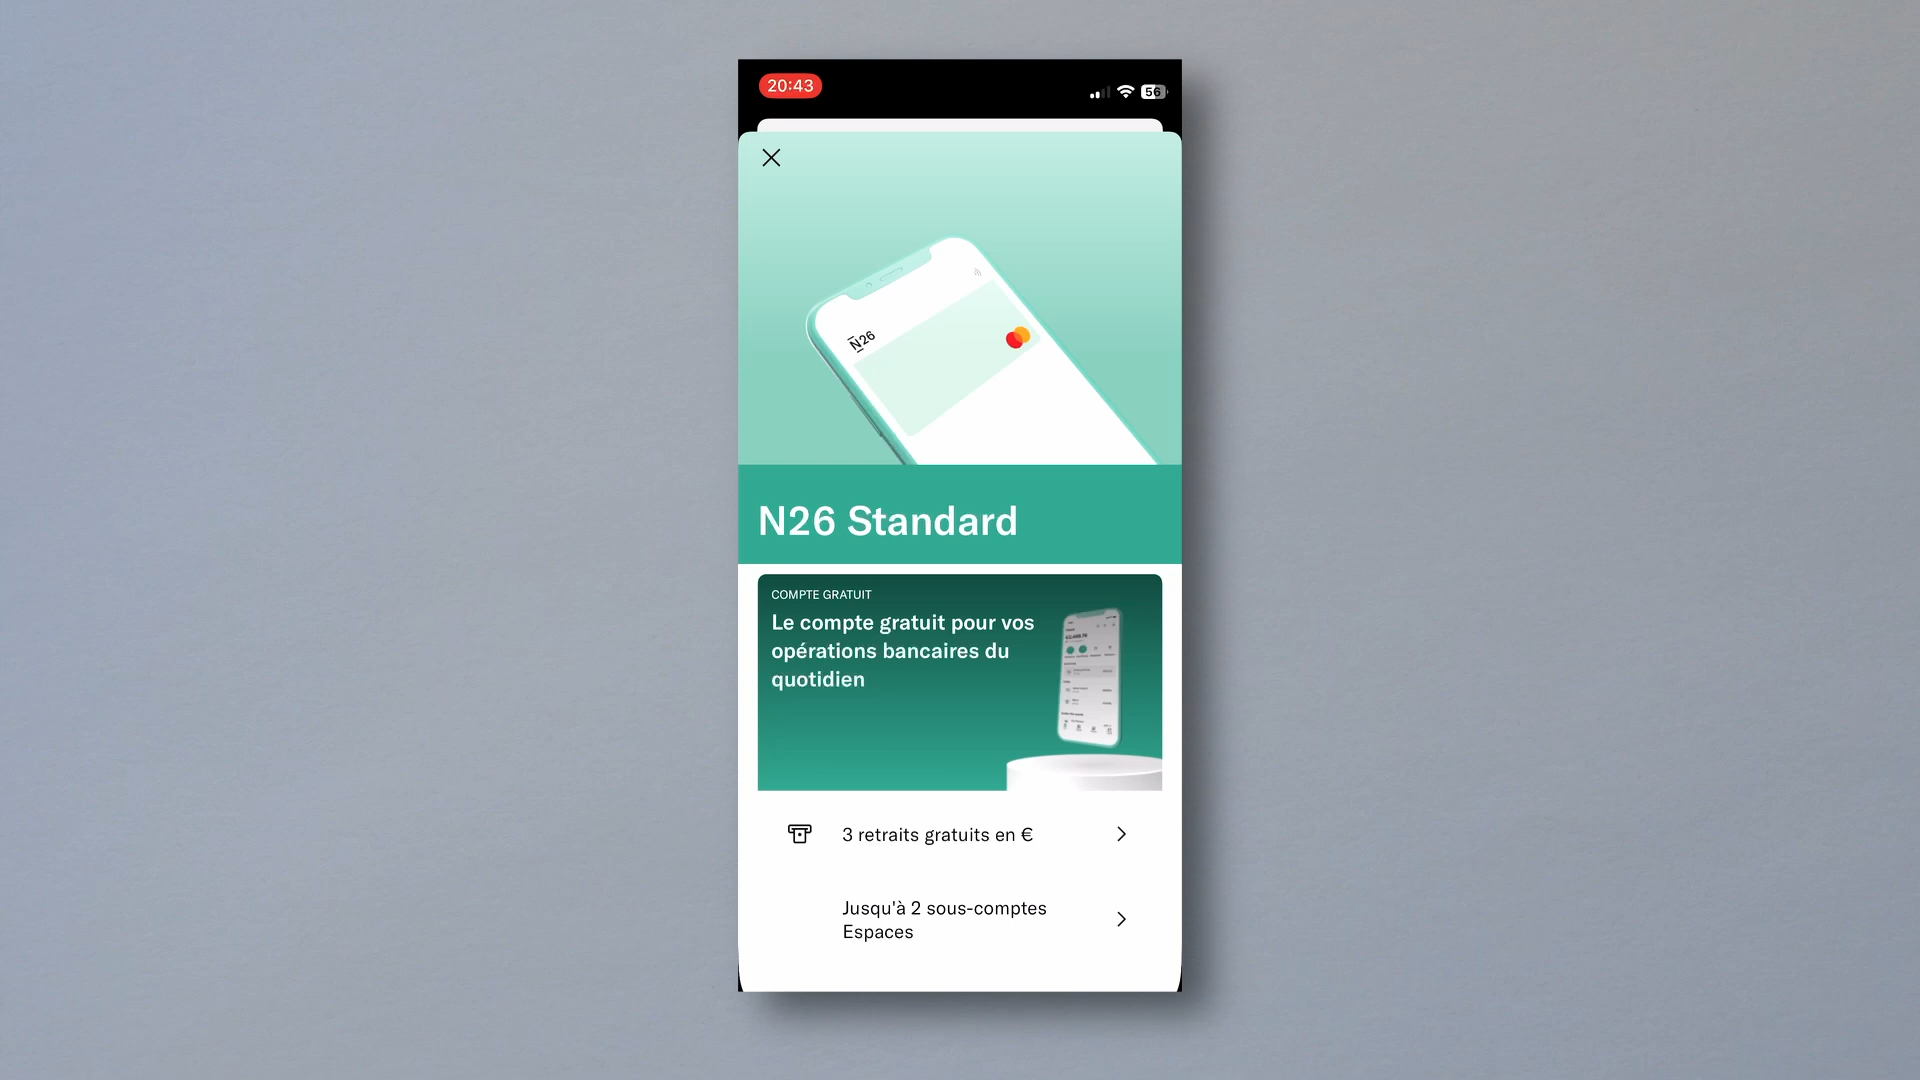 20:43
56
N26
N26 Standard
COMPTE GRATUIT
Le compte gratuit pour vos
opérations bancaires du
quotidien
3 retraits gratuits en €
Jusqu'à 2 sous-comptes
Espaces